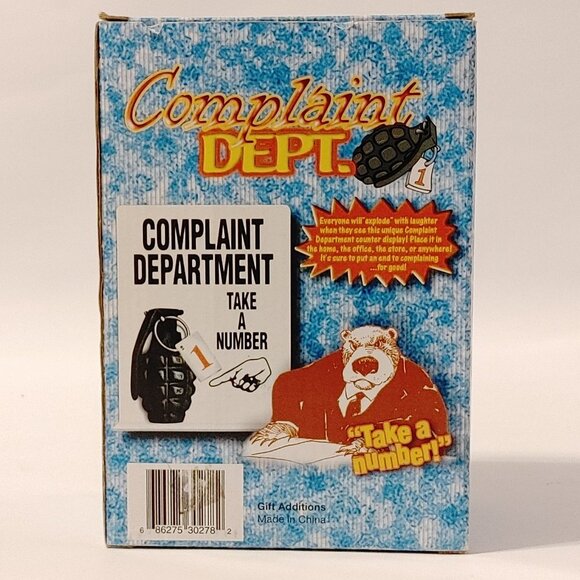 Complaint
DEPT.
1
Everyone will "explode" with laughter
when they see this unique Complaint
Department counter display! Place it in
the home, the office, the store, or anywhere!
It's sure to put an end to complaining
...for good!
COMPLAINT
DEPARTMENT
TAKE
A
NUMBER
1
"Take a
number!"
6 86275 30278 2
Gift Additions
Made In China